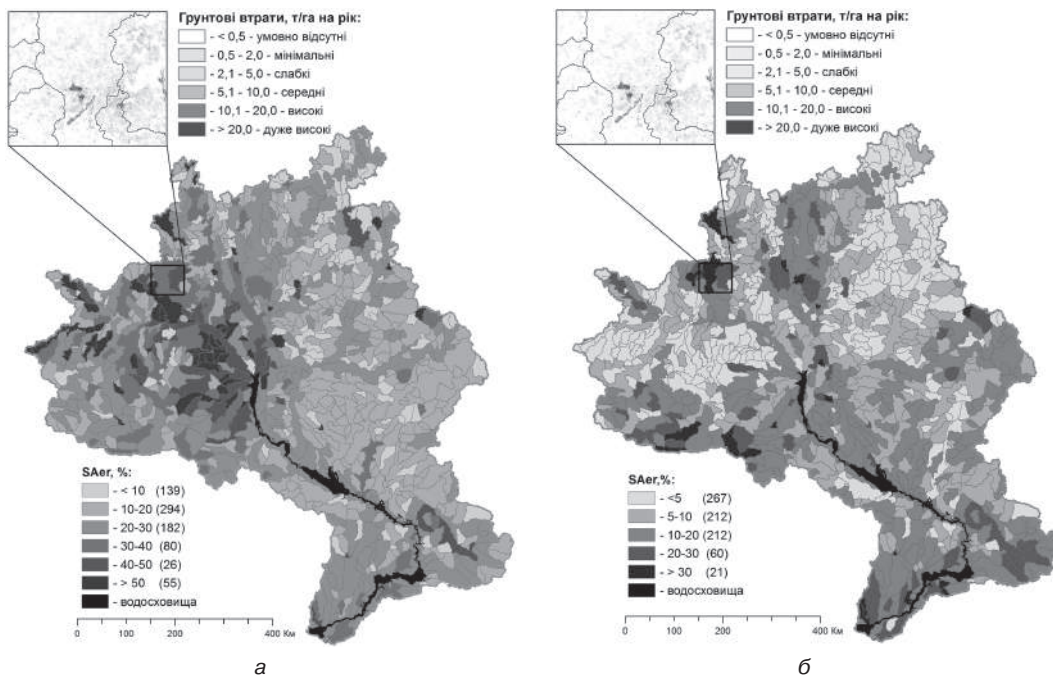 Грунтові втрати, т/га на рік:
- < 0,5 - умовно відсутні
- 0,5 - 2,0 - мінімальні
- 2,1 - 5,0 - слабкі
- 5,1 - 10,0 - середні
- 10,1 - 20,0 - високі
- > 20,0 - дуже високі
SAer, %:
- < 10 (139)
- 10-20 (294)
- 20-30 (182)
- 30-40 (80)
- 40-50 (26)
- > 50 (55)
- водосховища
0 200 400 Км
а
Грунтові втрати, т/га на рік:
- < 0,5 - умовно відсутні
- 0,5 - 2,0 - мінімальні
- 2,1 - 5,0 - слабкі
- 5,1 - 10,0 - середні
- 10,1 - 20,0 - високі
- > 20,0 - дуже високі
SAer,%:
- <5 (267)
- 5-10 (212)
- 10-20 (212)
- 20-30 (60)
- > 30 (21)
- водосховища
0 200 400 Км
б